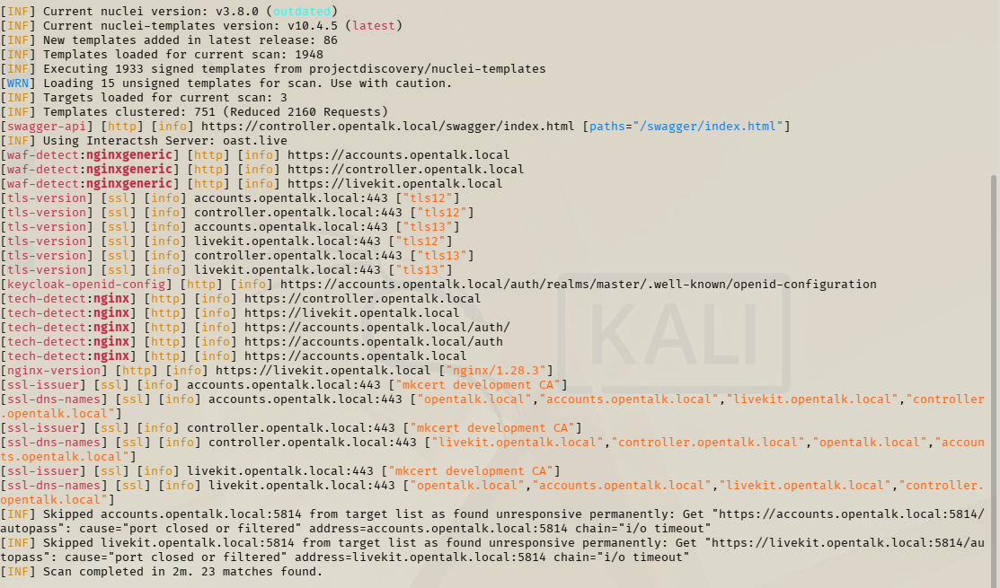 [INF] Current nuclei version: v3.8.0 (outdated)
[INF] Current nuclei-templates version: v10.4.5 (latest)
[INF] New templates added in latest release: 86
[INF] Templates loaded for current scan: 1948
[INF] Executing 1933 signed templates from projectdiscovery/nuclei-templates
[WRN] Loading 15 unsigned templates for scan. Use with caution.
[INF] Targets loaded for current scan: 3
[INF] Templates clustered: 751 (Reduced 2160 Requests)
[swagger-api] [http] [info] https://controller.opentalk.local/swagger/index.html [paths="/swagger/index.html"]
[INF] Using Interactsh Server: oast.live
[waf-detect:nginxgeneric] [http] [info] https://accounts.opentalk.local
[waf-detect:nginxgeneric] [http] [info] https://controller.opentalk.local
[waf-detect:nginxgeneric] [http] [info] https://livekit.opentalk.local
[tls-version] [ssl] [info] accounts.opentalk.local:443 ["tls12"]
[tls-version] [ssl] [info] controller.opentalk.local:443 ["tls12"]
[tls-version] [ssl] [info] accounts.opentalk.local:443 ["tls13"]
[tls-version] [ssl] [info] livekit.opentalk.local:443 ["tls12"]
[tls-version] [ssl] [info] controller.opentalk.local:443 ["tls13"]
[tls-version] [ssl] [info] livekit.opentalk.local:443 ["tls13"]
[keycloak-openid-config] [http] [info] https://accounts.opentalk.local/auth/realms/master/.well-known/openid-configuration
[tech-detect:nginx] [http] [info] https://controller.opentalk.local
[tech-detect:nginx] [http] [info] https://livekit.opentalk.local
[tech-detect:nginx] [http] [info] https://accounts.opentalk.local/auth/
[tech-detect:nginx] [http] [info] https://accounts.opentalk.local/auth
[tech-detect:nginx] [http] [info] https://accounts.opentalk.local
[nginx-version] [http] [info] https://livekit.opentalk.local ["nginx/1.28.3"]
[ssl-issuer] [ssl] [info] accounts.opentalk.local:443 ["mkcert development CA"]
[ssl-dns-names] [ssl] [info] accounts.opentalk.local:443 ["opentalk.local","accounts.opentalk.local","livekit.opentalk.local","controller
.opentalk.local"]
[ssl-issuer] [ssl] [info] controller.opentalk.local:443 ["mkcert development CA"]
[ssl-dns-names] [ssl] [info] controller.opentalk.local:443 ["livekit.opentalk.local","controller.opentalk.local","opentalk.local","accoun
ts.opentalk.local"]
[ssl-issuer] [ssl] [info] livekit.opentalk.local:443 ["mkcert development CA"]
[ssl-dns-names] [ssl] [info] livekit.opentalk.local:443 ["opentalk.local","accounts.opentalk.local","livekit.opentalk.local","controller.
opentalk.local"]
[INF] Skipped accounts.opentalk.local:5814 from target list as found unresponsive permanently: Get "https://accounts.opentalk.local:5814/
autopass": cause="port closed or filtered" address=accounts.opentalk.local:5814 chain="i/o timeout"
[INF] Skipped livekit.opentalk.local:5814 from target list as found unresponsive permanently: Get "https://livekit.opentalk.local:5814/au
topass": cause="port closed or filtered" address=livekit.opentalk.local:5814 chain="i/o timeout"
[INF] Scan completed in 2m. 23 matches found.
KALI